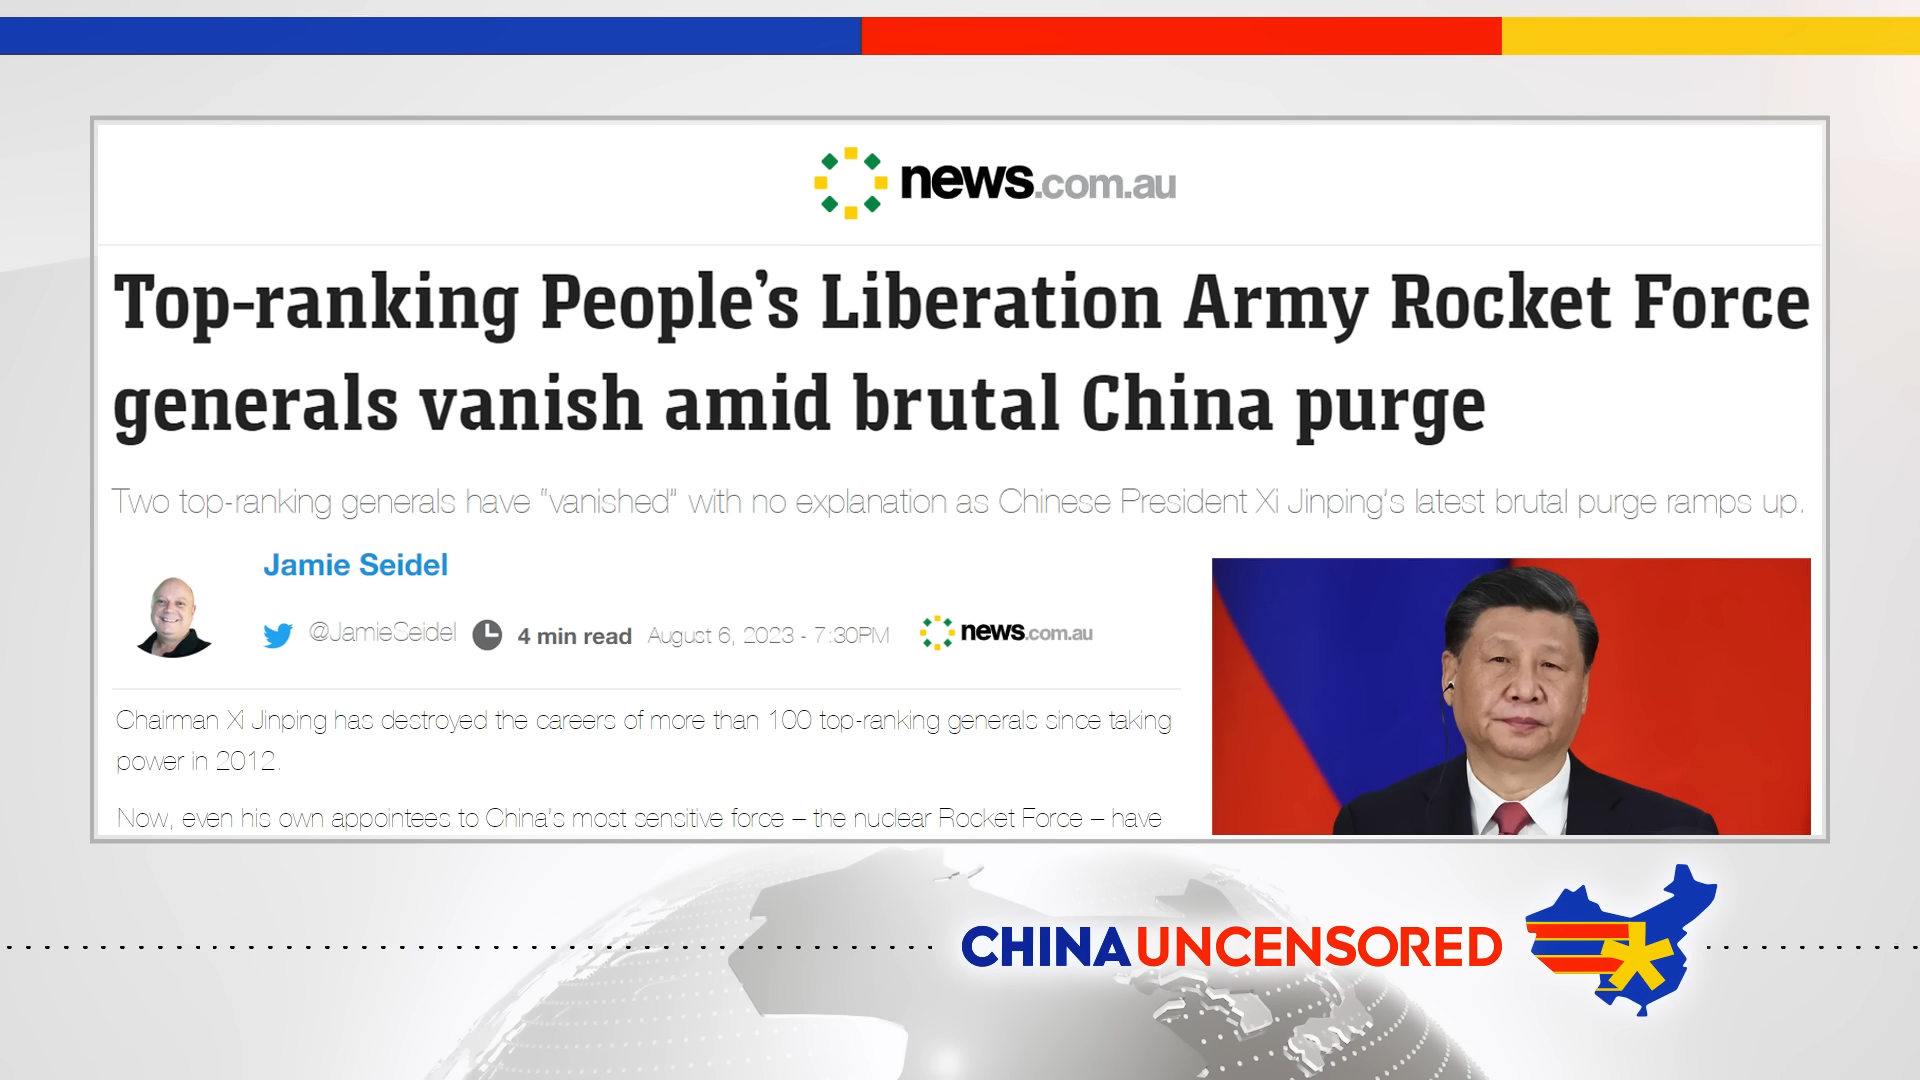 news.com.au
Top-ranking People’s Liberation Army Rocket Force
generals vanish amid brutal China purge
Two top-ranking generals have “vanished” with no explanation as Chinese President Xi Jinping’s latest brutal purge ramps up.
Jamie Seidel
@JamieSeidel 4 min read August 6, 2023 - 7:30PM news.com.au
Chairman Xi Jinping has destroyed the careers of more than 100 top-ranking generals since taking
power in 2012.
Now, even his own appointees to China’s most sensitive force – the nuclear Rocket Force – have
CHINA UNCENSORED